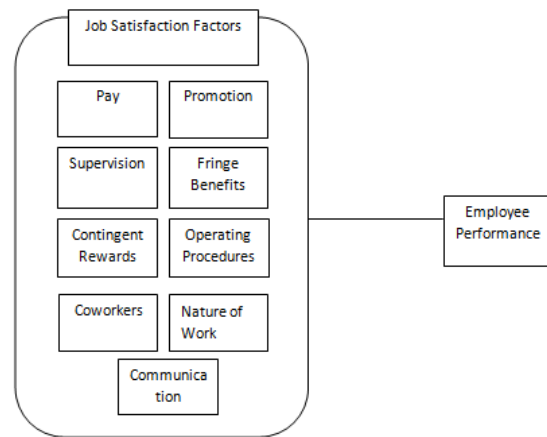 Job Satisfaction Factors
Pay
Promotion
Supervision
Fringe
Benefits
Contingent
Rewards
Operating
Procedures
Coworkers
Nature of
Work
Communica
tion
Employee
Performance